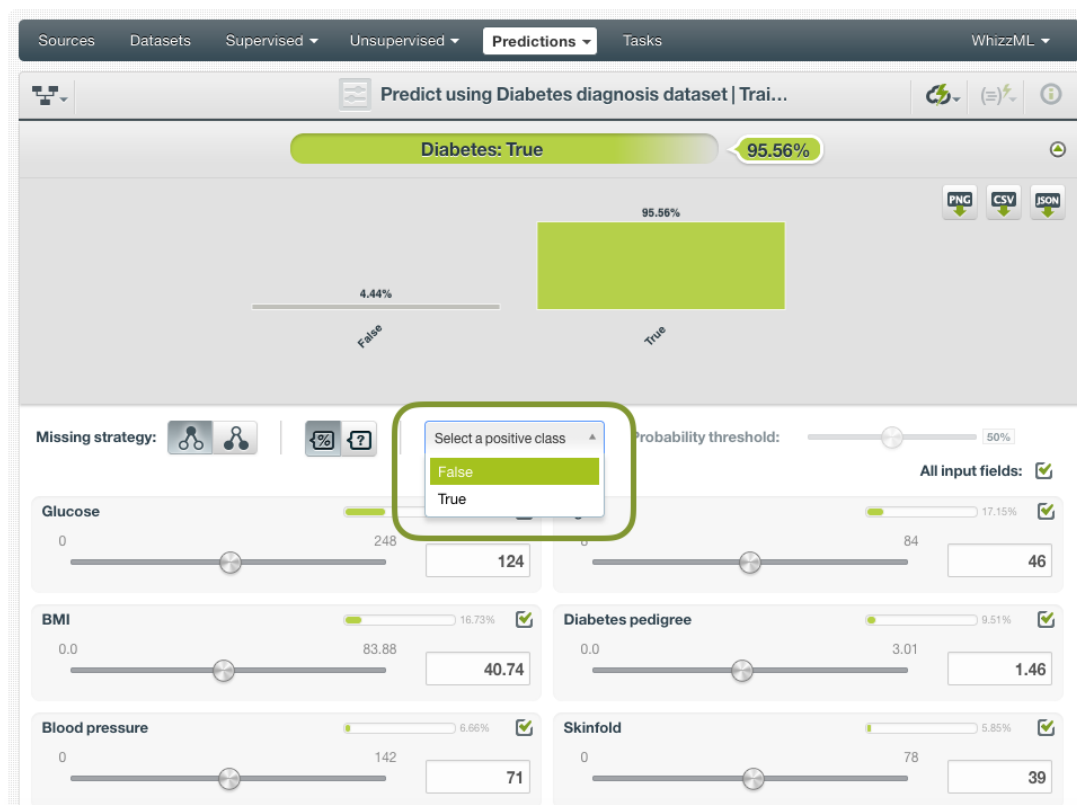 Sources Datasets Supervised Unsupervised Predictions Tasks WhizzML
Predict using Diabetes diagnosis dataset | Trai...
Diabetes: True 95.56%
PNG CSV JSON
95.56%
4.44%
False True
Missing strategy: % ? Select a positive class Probability threshold: 50%
False
True
All input fields:
Glucose 17.15%
0 248 124 84 46
BMI 16.73% Diabetes pedigree 9.51%
0.0 83.88 40.74 0.0 3.01 1.46
Blood pressure 6.66% Skinfold 5.85%
0 142 71 0 78 39